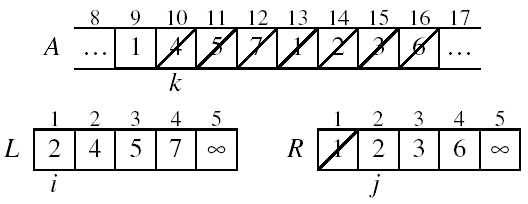 8 9 10 11 12 13 14 15 16 17
A … 1 4 5 7 1 2 3 6 …
k
1 2 3 4 5 1 2 3 4 5
L 2 4 5 7 ∞ R 1 2 3 6 ∞
i j